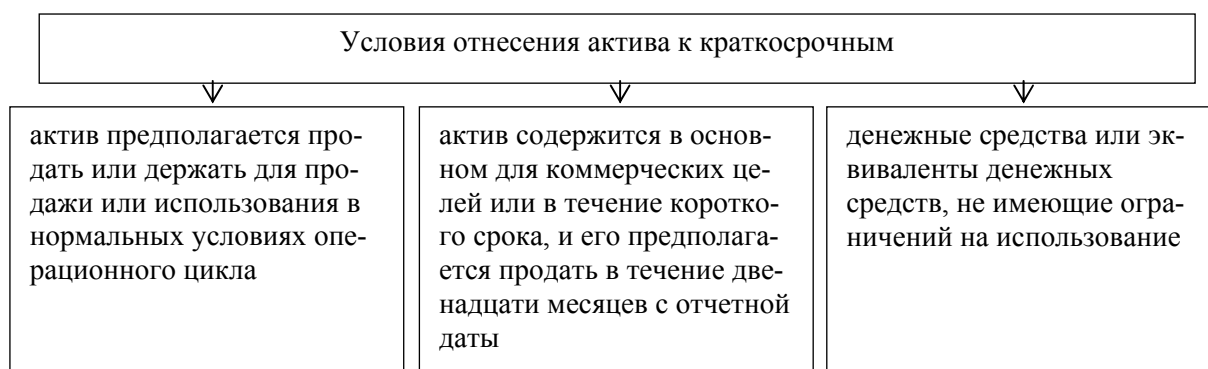 Условия отнесения актива к краткосрочным
актив предполагается про-
дать или держать для про-
дажи или использования в
нормальных условиях опе-
рационного цикла
актив содержится в основ-
ном для коммерческих це-
лей или в течение коротко-
го срока, и его предполага-
ется продать в течение две-
надцати месяцев с отчетной
даты
денежные средства или эк-
виваленты денежных
средств, не имеющие огра-
ничений на использование